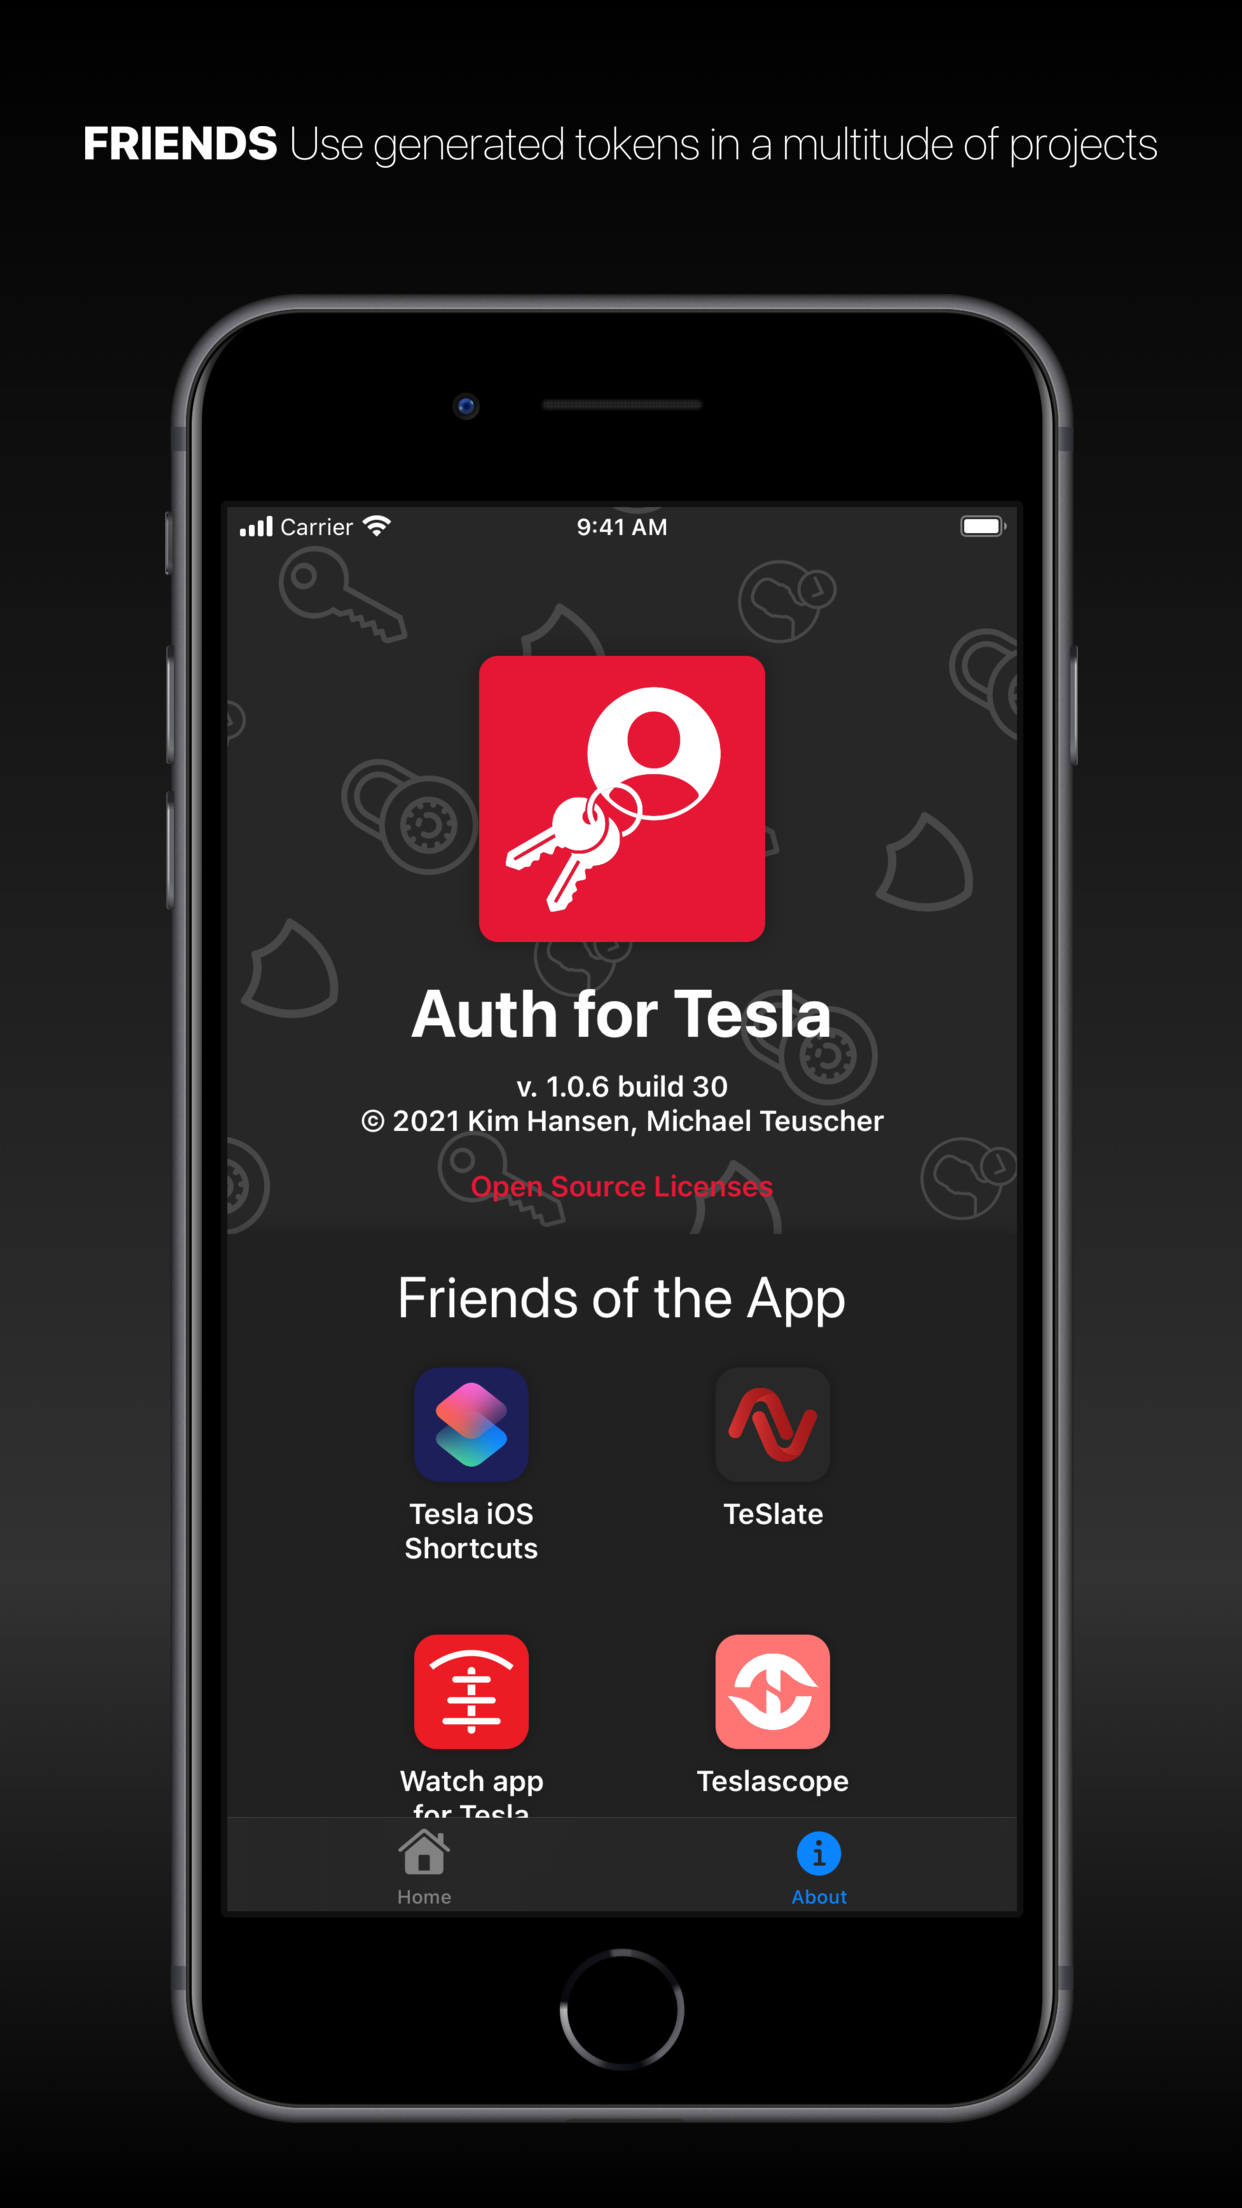 FRIENDS Use generated tokens in a multitude of projects
Carrier
9:41 AM
Auth for Tesla
v. 1.0.6 build 30
© 2021 Kim Hansen, Michael Teuscher
Open Source Licenses
Friends of the App
Tesla iOS
Shortcuts
TeSlate
Watch app
for Tesla
Teslascope
Home
About